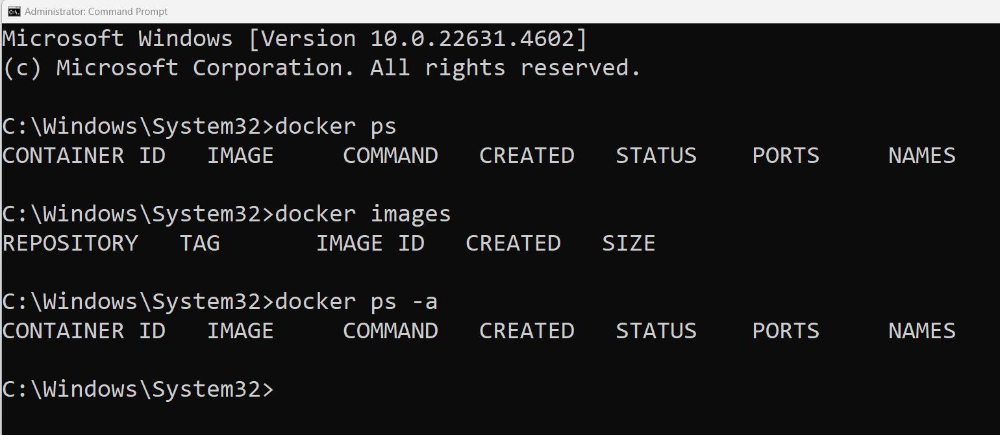 Administrator: Command Prompt
Microsoft Windows [Version 10.0.22631.4602]
(c) Microsoft Corporation. All rights reserved.
C:\Windows\System32>docker ps
CONTAINER ID   IMAGE     COMMAND   CREATED   STATUS    PORTS     NAMES
C:\Windows\System32>docker images
REPOSITORY   TAG       IMAGE ID   CREATED   SIZE
C:\Windows\System32>docker ps -a
CONTAINER ID   IMAGE     COMMAND   CREATED   STATUS    PORTS     NAMES
C:\Windows\System32>